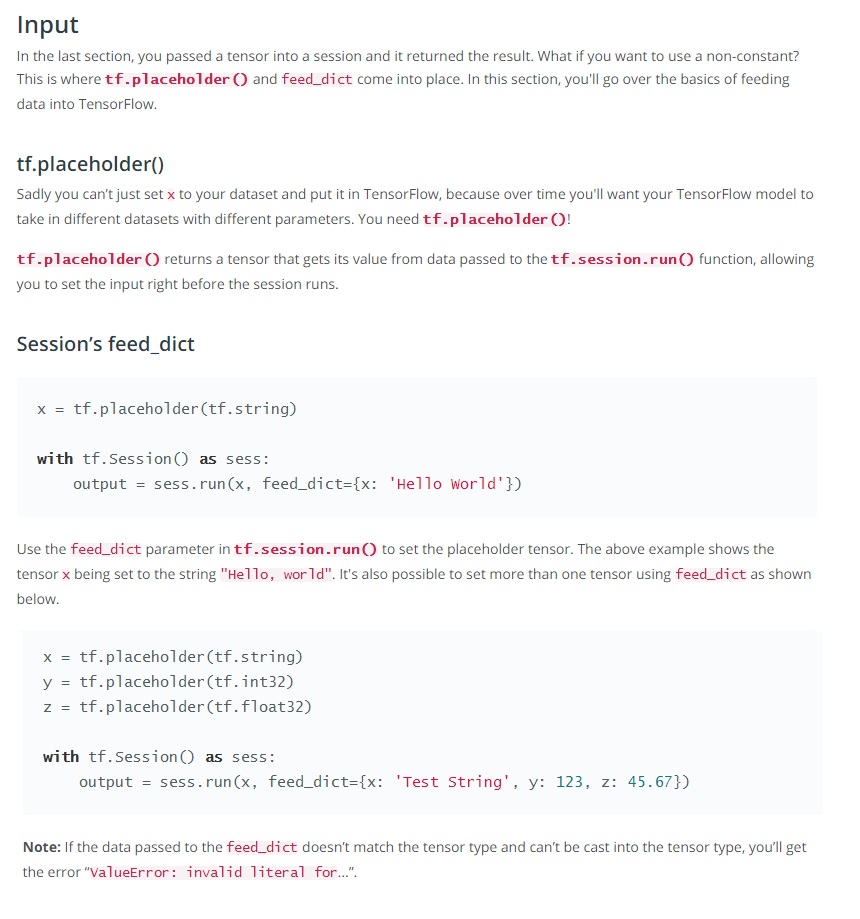 Input
In the last section, you passed a tensor into a session and it returned the result. What if you want to use a non-constant?
This is where tf.placeholder() and feed_dict come into place. In this section, you'll go over the basics of feeding
data into TensorFlow.
tf.placeholder()
Sadly you can't just set x to your dataset and put it in TensorFlow, because over time you'll want your TensorFlow model to
take in different datasets with different parameters. You need tf.placeholder()!
tf.placeholder() returns a tensor that gets its value from data passed to the tf.session.run() function, allowing
you to set the input right before the session runs.
Session’s feed_dict
x = tf.placeholder(tf.string)
with tf.Session() as sess:
    output = sess.run(x, feed_dict={x: 'Hello World'})
Use the feed_dict parameter in tf.session.run() to set the placeholder tensor. The above example shows the
tensor x being set to the string "Hello, world". It's also possible to set more than one tensor using feed_dict as shown
below.
x = tf.placeholder(tf.string)
y = tf.placeholder(tf.int32)
z = tf.placeholder(tf.float32)
with tf.Session() as sess:
    output = sess.run(x, feed_dict={x: 'Test String', y: 123, z: 45.67})
Note: If the data passed to the feed_dict doesn’t match the tensor type and can’t be cast into the tensor type, you’ll get
the error “ValueError: invalid literal for...”.